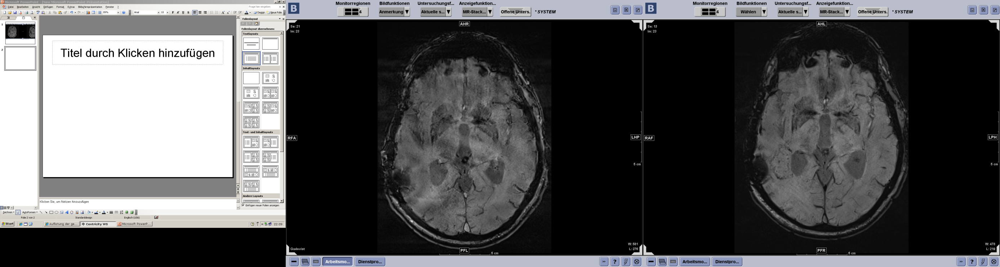 Microsoft PowerPoint - [New Microsoft PowerPoint-Präsentation]
Datei Bearbeiten Ansicht Einfügen Format Extras Bildschirmpräsentation Fenster ?
Frage hier eingeben
89%
Arial
18
F K U S
Design
Neue Folie
1
2
Titel durch Klicken hinzufügen
Folienlayout
Folienlayout übernehmen:
Textlayouts
Inhaltlayouts
Text- und Inhaltlayouts
Andere Layouts
Einfügen neuer Folien anzeigen
Klicken Sie, um Notizen hinzuzufügen
Zeichnen
AutoFormen
Folie 2 von 2
Standarddesign
Englisch (USA)
Start
Auflistung der ge...
Centricity WS
Microsoft PowerP...
22:09
B
Monitorregionen
Bildfunktionen
Untersuchungsf...
Anzeigefunktion...
4
Anmerkung
Aktuelle s...
MR-Stack...
Offene Unters.
* SYSTEM
Se: 21
Im: 23
AHR
RFA
LHP
5 cm
Gadovist
W: 581
L: 276
PFL
5 cm
Arbeitsmo...
Dienstpro...
>>
?
B
Monitorregionen
Bildfunktionen
Untersuchungsf...
Anzeigefunktion...
4
Wählen
Aktuelle s...
MR-Stack...
Offene Unters.
* SYSTEM
Se: 13
Im: 23
AHL
RAF
LPH
5 cm
W: 478
L: 219
PFR
5 cm
Arbeitsmo...
Dienstpro...
>>
?